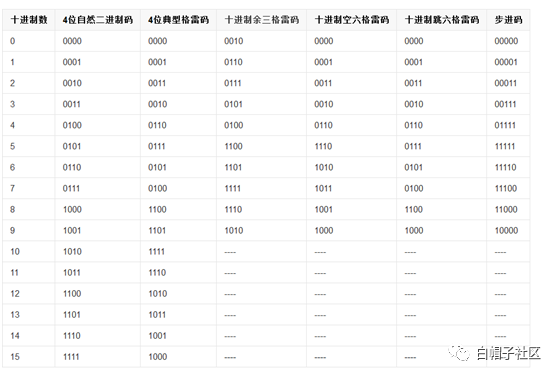 十进制数 4位自然二进制码 4位典型格雷码 十进制余三格雷码 十进制空六格雷码 十进制跳六格雷码 步进码
0 0000 0000 0010 0000 0000 00000
1 0001 0001 0110 0001 0001 00001
2 0010 0011 0111 0011 0011 00011
3 0011 0010 0101 0010 0010 00111
4 0100 0110 0100 0110 0110 01111
5 0101 0111 1100 1110 0111 11111
6 0110 0101 1101 1010 0101 11110
7 0111 0100 1111 1011 0100 11100
8 1000 1100 1110 1001 1100 11000
9 1001 1101 1010 1000 1000 10000
10 1010 1111 ---- ---- ---- ----
11 1011 1110 ---- ---- ---- ----
12 1100 1010 ---- ---- ---- ----
13 1101 1011 ---- ---- ---- ----
14 1110 1001 ---- ---- ---- ----
15 1111 1000 ---- ---- ---- ----
白帽子社区